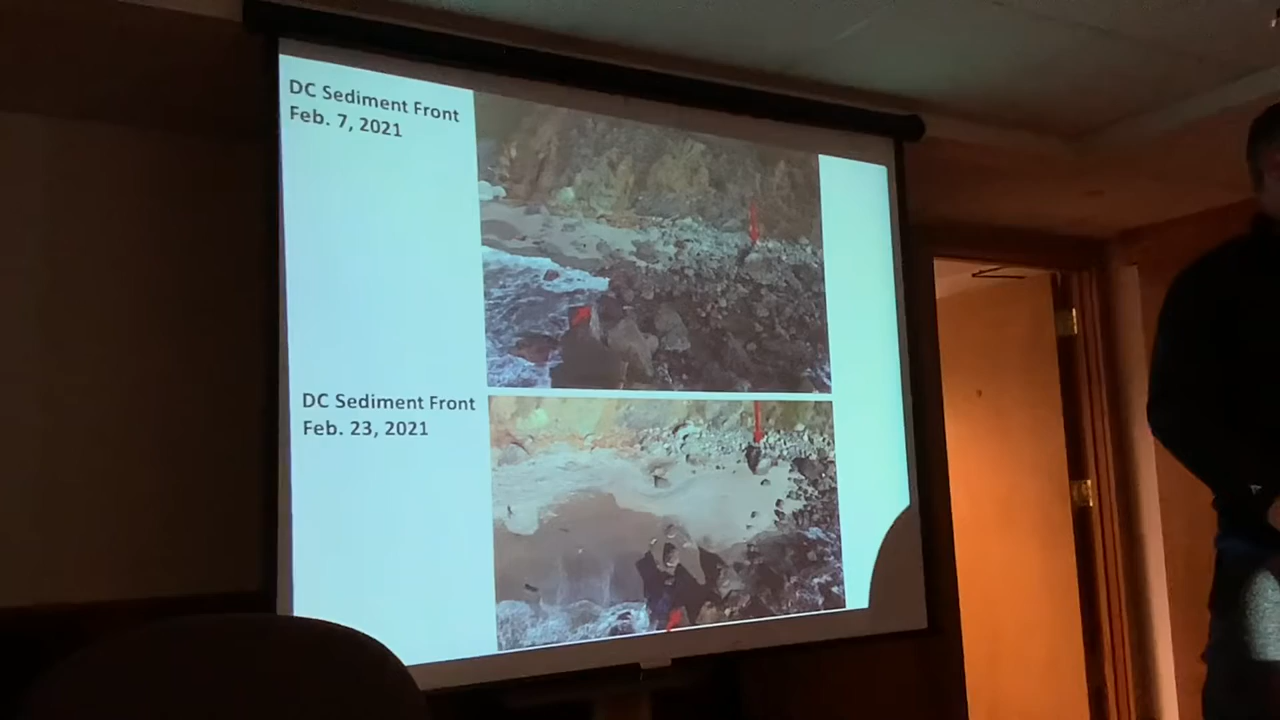 DC Sediment Front
Feb. 7, 2021
DC Sediment Front
Feb. 23, 2021